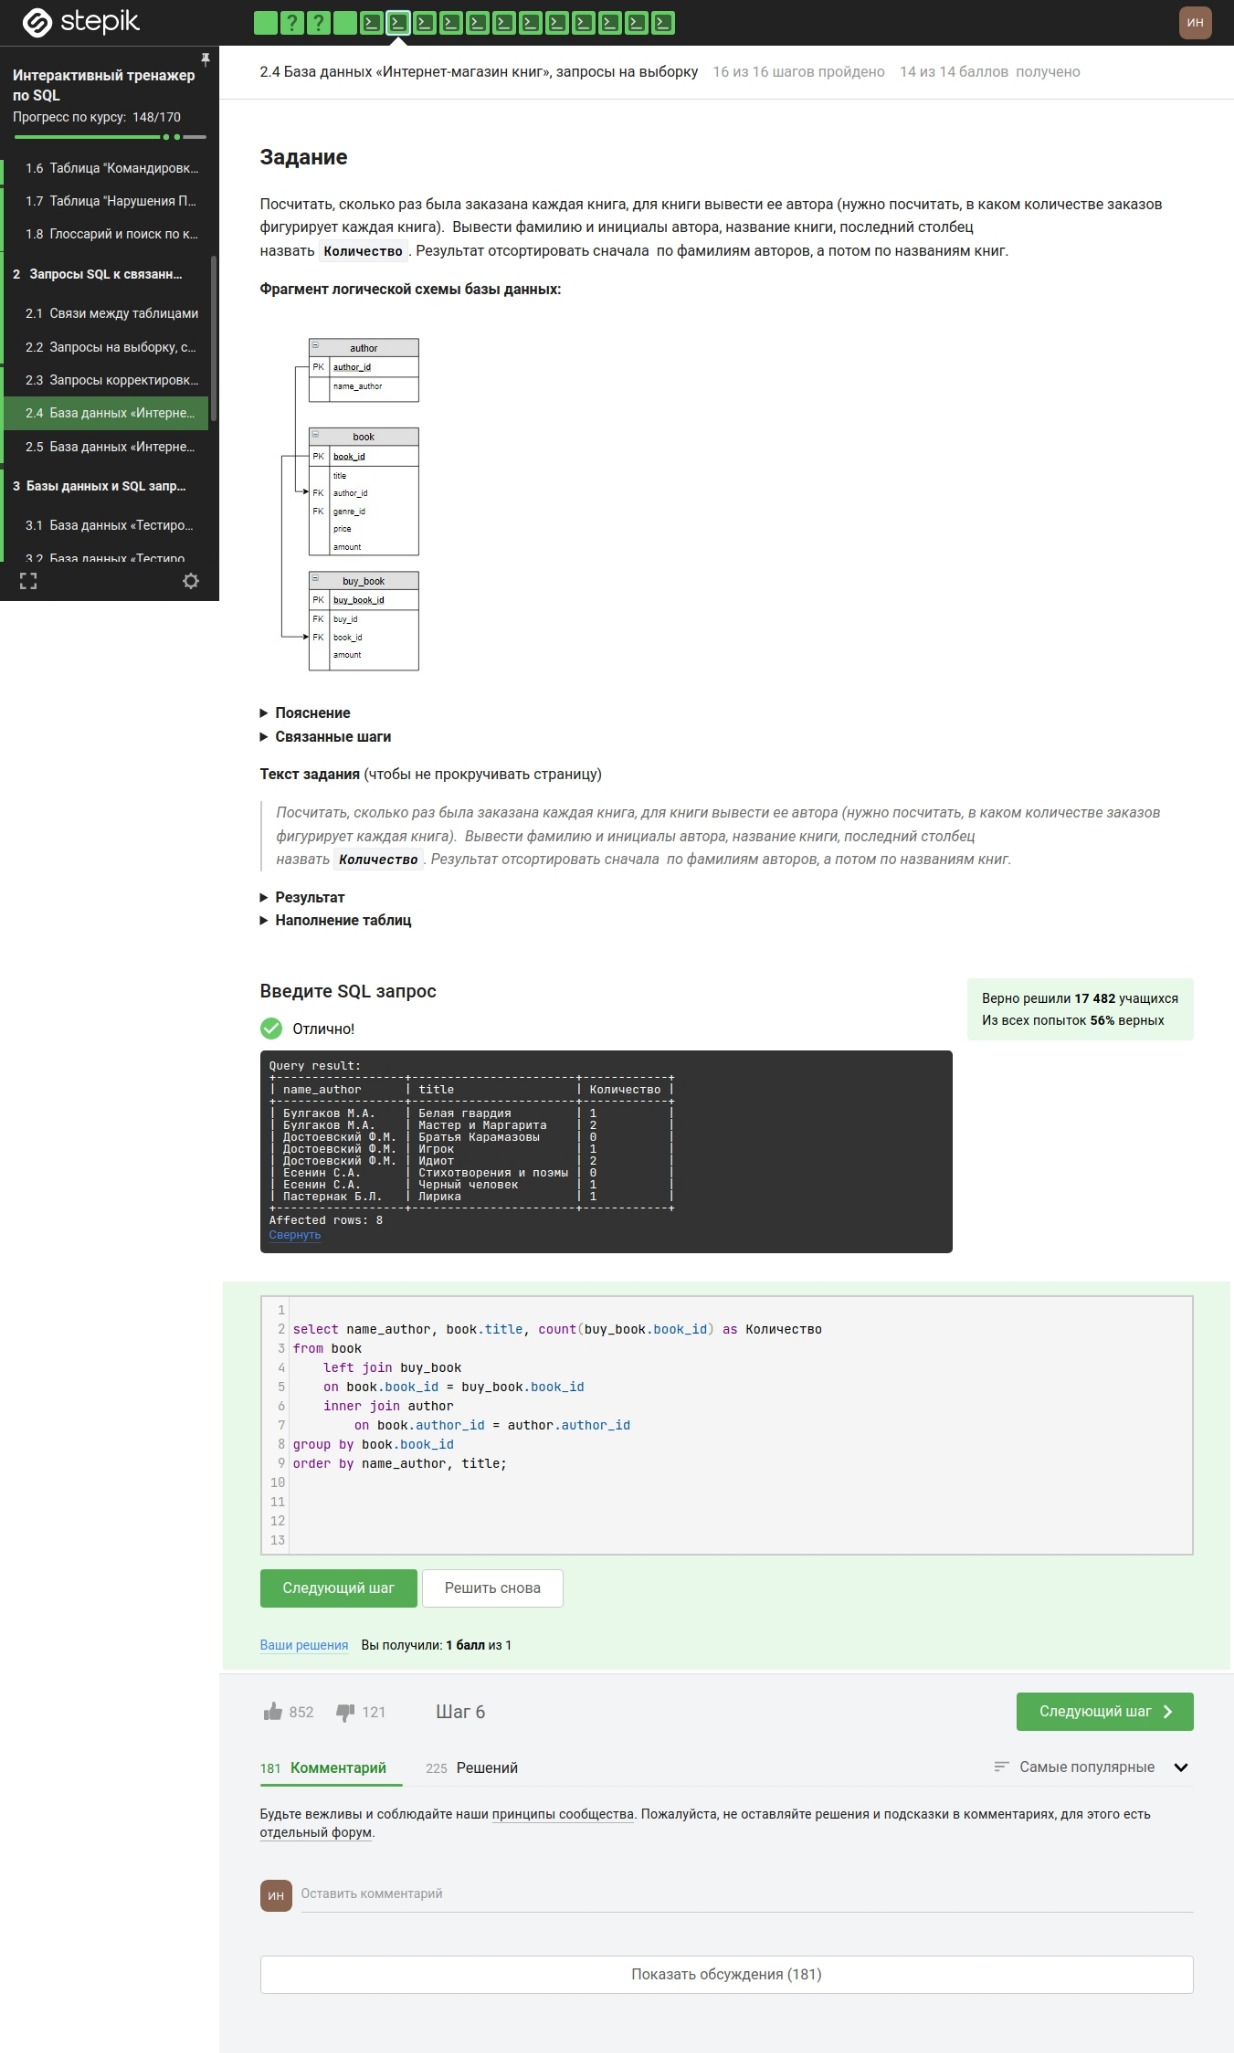 stepik
? ?
ИН
Интерактивный тренажер
по SQL
Прогресс по курсу: 148/170
1.6 Таблица "Командировк...
1.7 Таблица "Нарушения П...
1.8 Глоссарий и поиск по к...
2 Запросы SQL к связанн...
2.1 Связи между таблицами
2.2 Запросы на выборку, с...
2.3 Запросы корректировк...
2.4 База данных «Интерне...
2.5 База данных «Интерне...
3 Базы данных и SQL запр...
3.1 База данных «Тестиро...
3.2 База данных «Тестиро
2.4 База данных «Интернет-магазин книг», запросы на выборку 16 из 16 шагов пройдено 14 из 14 баллов получено
Задание
Посчитать, сколько раз была заказана каждая книга, для книги вывести ее автора (нужно посчитать, в каком количестве заказов
фигурирует каждая книга). Вывести фамилию и инициалы автора, название книги, последний столбец
назвать Количество. Результат отсортировать сначала по фамилиям авторов, а потом по названиям книг.
Фрагмент логической схемы базы данных:
author
PK author_id
name_author
book
PK book_id
title
FK author_id
FK genre_id
price
amount
buy_book
PK buy_book_id
FK buy_id
FK book_id
amount
Пояснение
Связанные шаги
Текст задания (чтобы не прокручивать страницу)
Посчитать, сколько раз была заказана каждая книга, для книги вывести ее автора (нужно посчитать, в каком количестве заказов
фигурирует каждая книга). Вывести фамилию и инициалы автора, название книги, последний столбец
назвать Количество. Результат отсортировать сначала по фамилиям авторов, а потом по названиям книг.
Результат
Наполнение таблиц
Введите SQL запрос
Верно решили 17 482 учащихся
Из всех попыток 56% верных
Отлично!
Query result:
+------------------+-----------------------+------------+
| name_author | title | Количество |
+------------------+-----------------------+------------+
| Булгаков М.А. | Белая гвардия | 1 |
| Булгаков М.А. | Мастер и Маргарита | 2 |
| Достоевский Ф.М. | Братья Карамазовы | 0 |
| Достоевский Ф.М. | Игрок | 1 |
| Достоевский Ф.М. | Идиот | 2 |
| Есенин С.А. | Стихотворения и поэмы | 0 |
| Есенин С.А. | Черный человек | 1 |
| Пастернак Б.Л. | Лирика | 1 |
+------------------+-----------------------+------------+
Affected rows: 8
Свернуть
1
2 select name_author, book.title, count(buy_book.book_id) as Количество
3 from book
4 left join buy_book
5 on book.book_id = buy_book.book_id
6 inner join author
7 on book.author_id = author.author_id
8 group by book.book_id
9 order by name_author, title;
10
11
12
13
Следующий шаг Решить снова
Ваши решения Вы получили: 1 балл из 1
852 121 Шаг 6 Следующий шаг
181 Комментарий 225 Решений Самые популярные
Будьте вежливы и соблюдайте наши принципы сообщества. Пожалуйста, не оставляйте решения и подсказки в комментариях, для этого есть
отдельный форум.
ИН Оставить комментарий
Показать обсуждения (181)